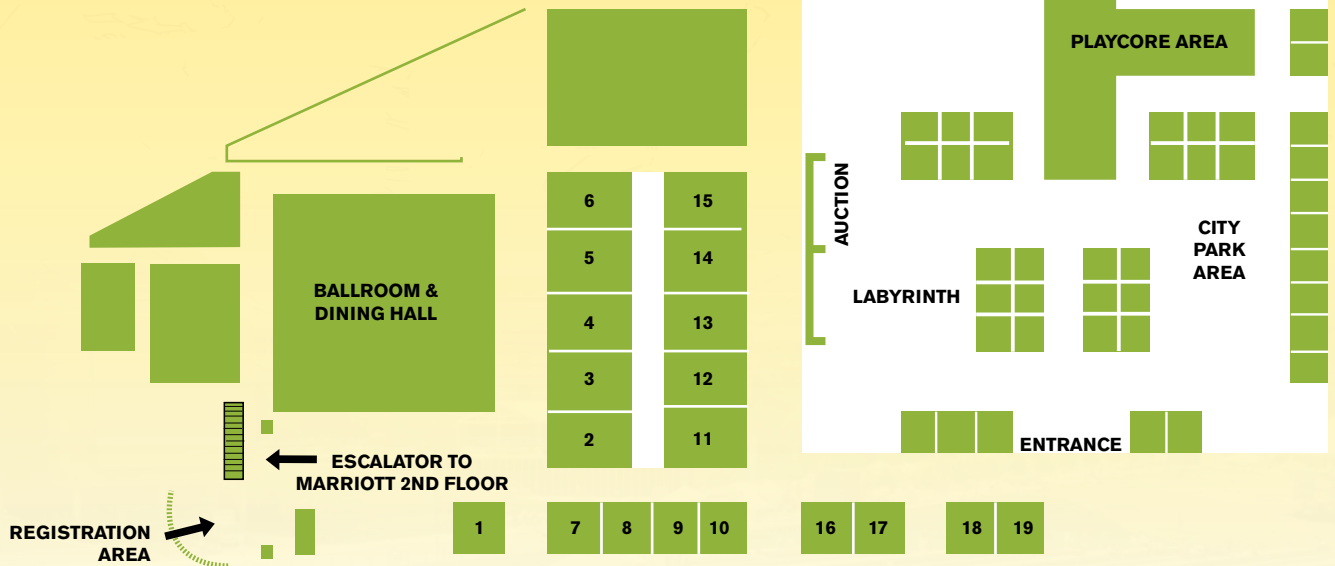 PLAYCORE AREA
AUCTION
6
15
5
14
CITY
PARK
AREA
BALLROOM &
DINING HALL
LABYRINTH
4
13
3
12
2
11
ENTRANCE
ESCALATOR TO
MARRIOTT 2ND FLOOR
REGISTRATION
AREA
1
7
8
9
10
16
17
18
19